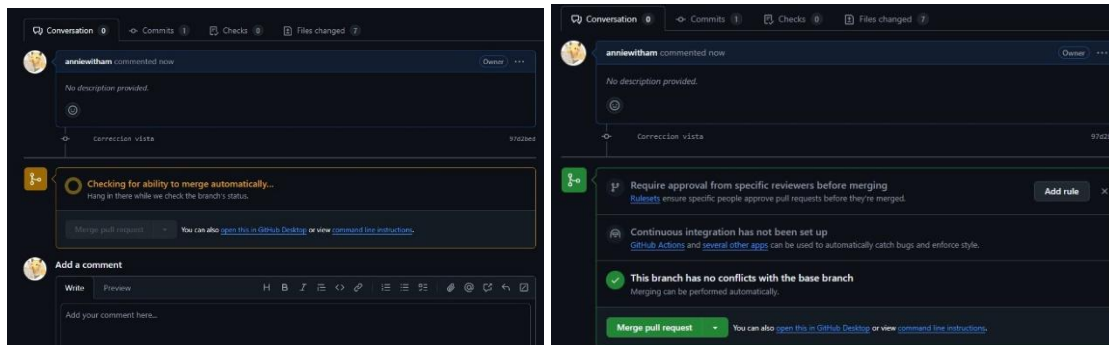 Conversation 0 Commits 1 Checks 0 Files changed 7
anniewitham commented now Owner ...
No description provided.
Correccion vista 97d2bed
Checking for ability to merge automatically...
Hang in there while we check the branch's status.
Merge pull request You can also open this in GitHub Desktop or view command line instructions.
Add a comment
Write Preview
Add your comment here...
Conversation 0 Commits 1 Checks 0 Files changed 7
anniewitham commented now Owner ...
No description provided.
Correccion vista 97d2
Require approval from specific reviewers before merging
Rulesets ensure specific people approve pull requests before they're merged.
Add rule
Continuous integration has not been set up
GitHub Actions and several other apps can be used to automatically catch bugs and enforce style.
This branch has no conflicts with the base branch
Merging can be performed automatically.
Merge pull request You can also open this in GitHub Desktop or view command line instructions.